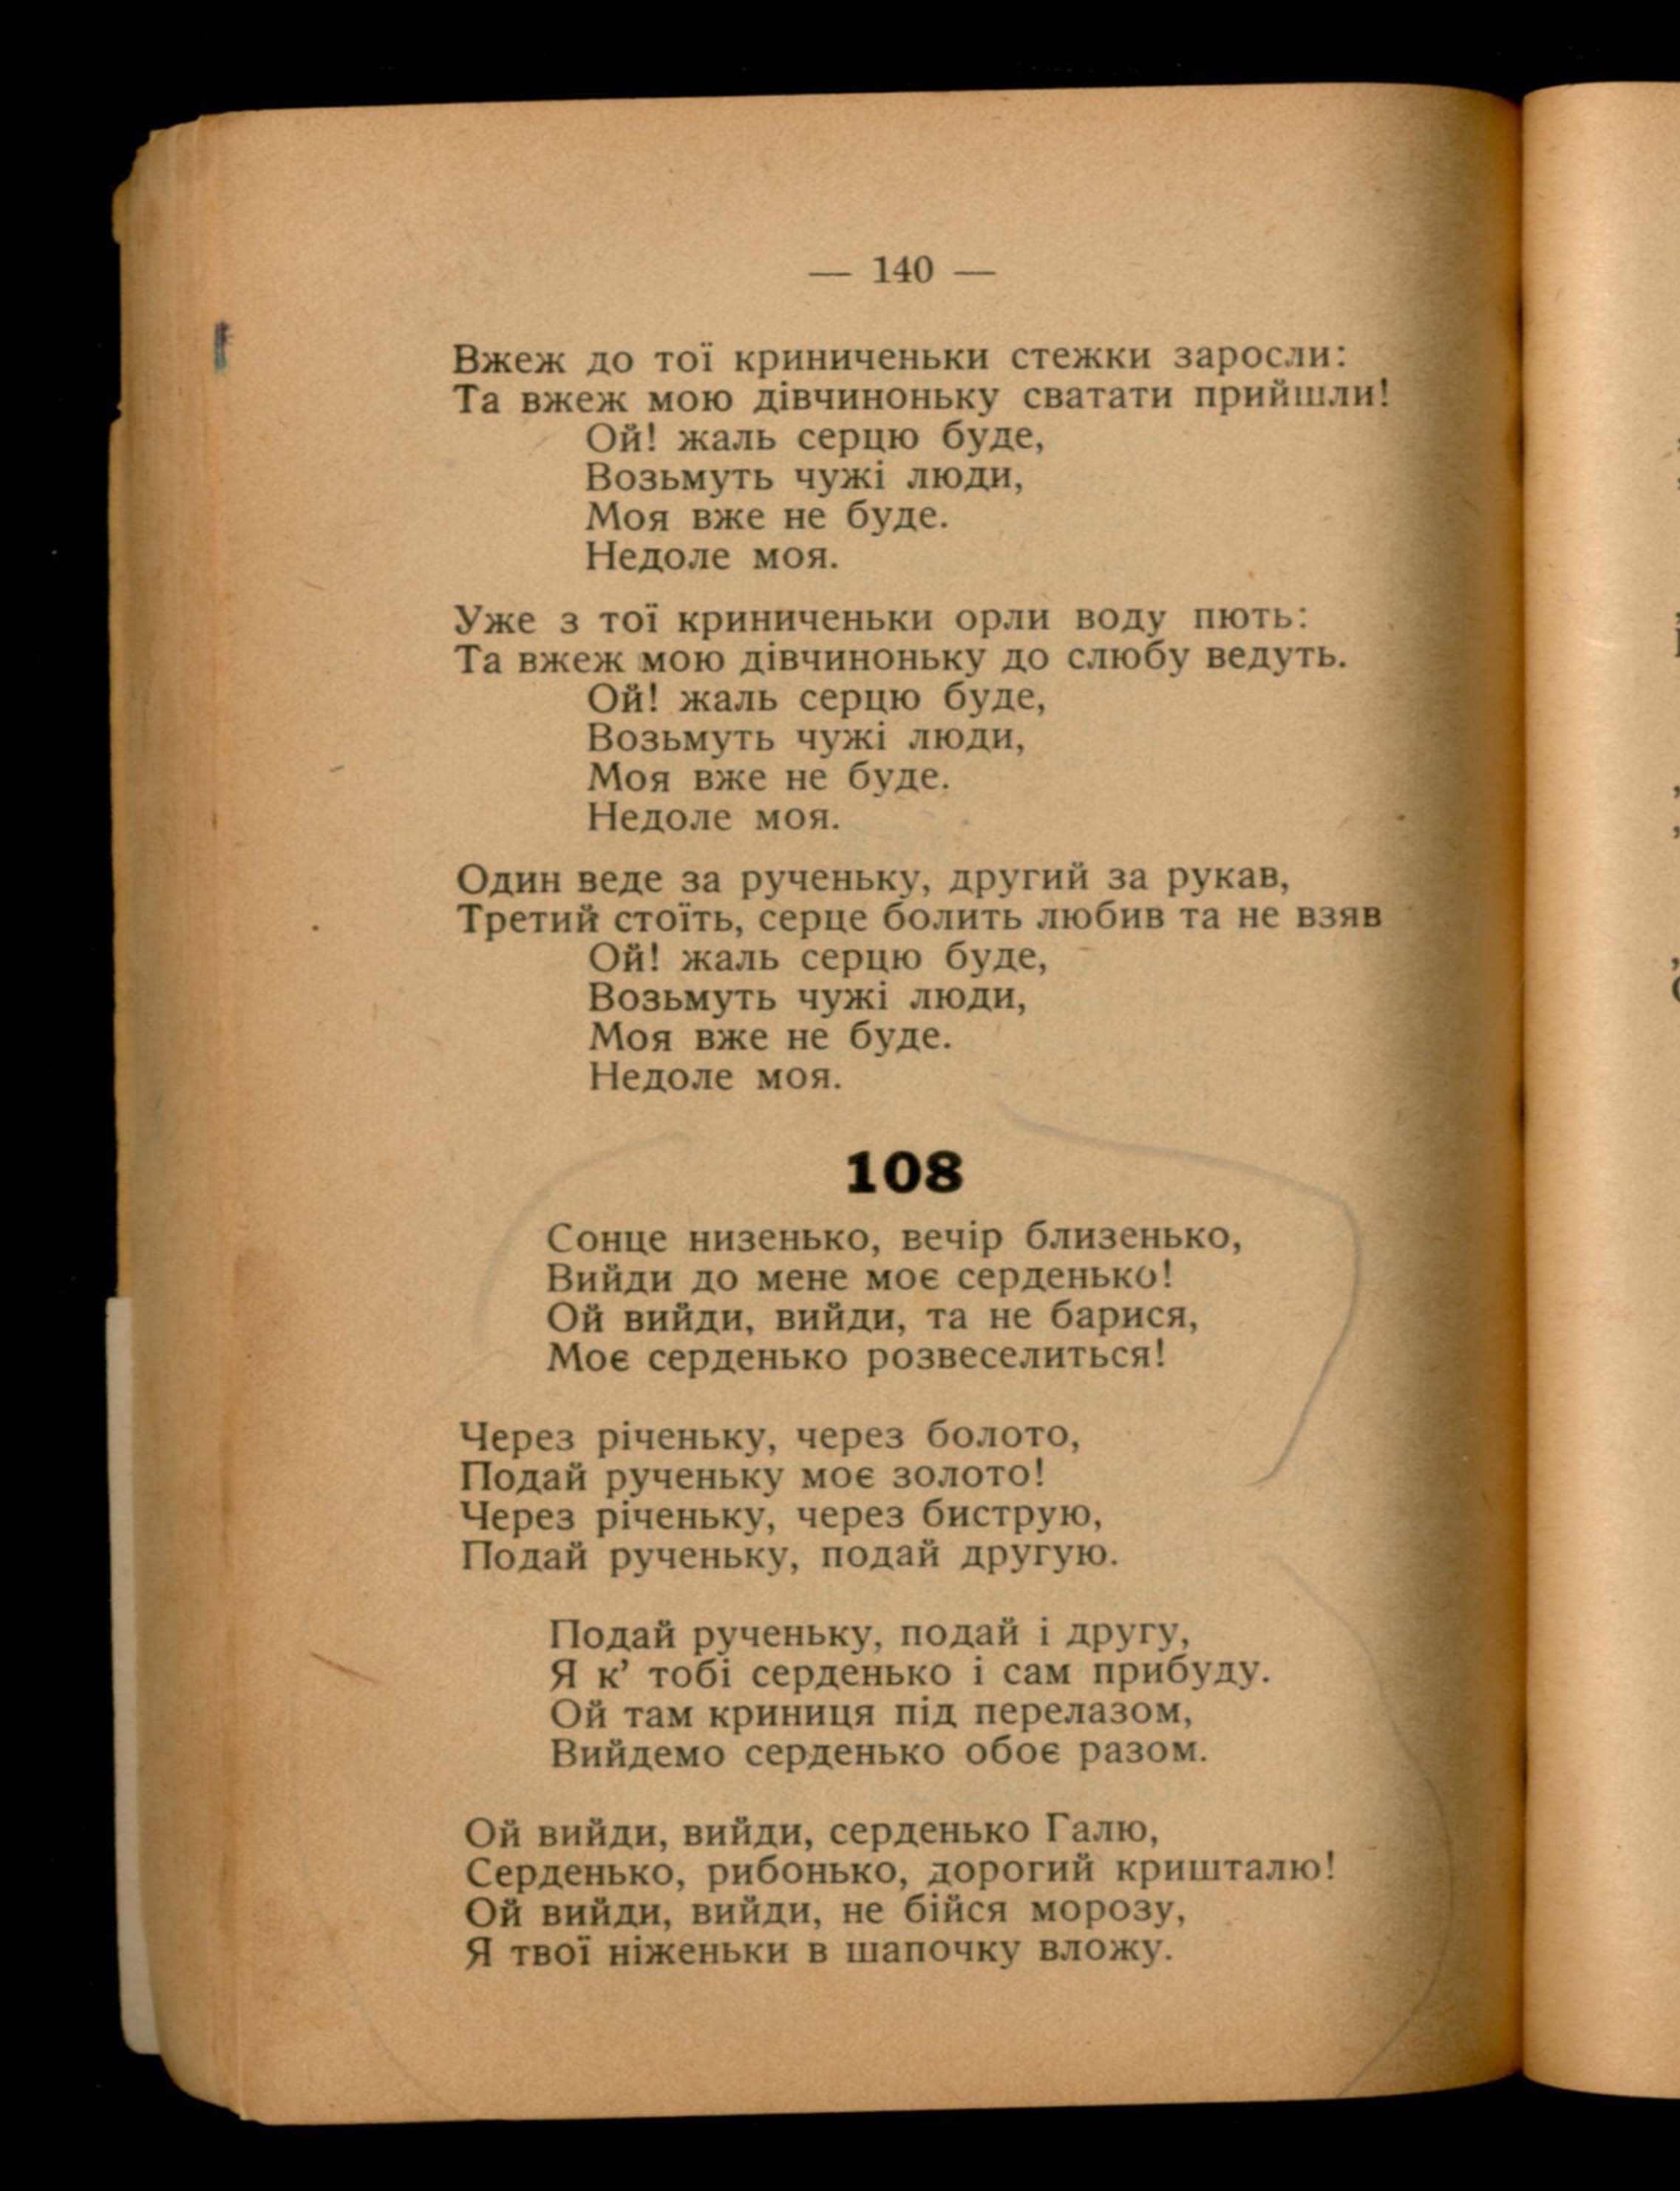 — 140 —
Вжеж до тої криниченьки стежки заросли:
Та вжеж мою дівчиноньку сватати прийшли!
Ой! жаль серцю буде,
Возьмуть чужі люди,
Моя вже не буде.
Недоле моя.
Уже з тої криниченьки орли воду пють:
Та вжеж мою дівчиноньку до слюбу ведуть.
Ой! жаль серцю буде,
Возьмуть чужі люди,
Моя вже не буде.
Недоле моя.
Один веде за рученьку, другий за рукав,
Третий стоїть, серце болить любив та не взяв
Ой! жаль серцю буде,
Возьмуть чужі люди,
Моя вже не буде.
Недоле моя.
108
Сонце низенько, вечір близенько,
Вийди до мене моє серденько!
Ой вийди, вийди, та не барися,
Моє серденько розвеселиться!
Через річеньку, через болото,
Подай рученьку моє золото!
Через річеньку, через биструю,
Подай рученьку, подай другую.
Подай рученьку, подай і другу,
Я к’ тобі серденько і сам прибуду.
Ой там криниця під перелазом,
Вийдемо серденько обоє разом.
Ой вийди, вийди, серденько Галю,
Серденько, рибонько, дорогий кришталю!
Ой вийди, вийди, не бійся морозу,
Я твої ніженьки в шапочку вложу.